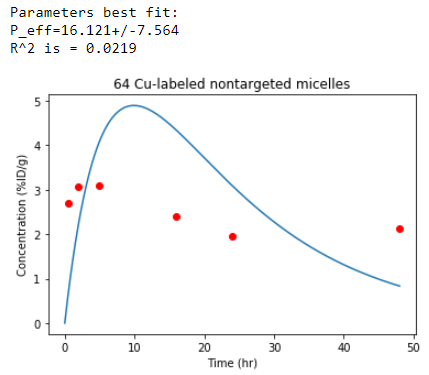 Parameters best fit:
P_eff=16.121+/-7.564
R^2 is = 0.0219
64 Cu-labeled nontargeted micelles
Concentration (%ID/g)
5
4
3
2
1
0
0 10 20 30 40 50
Time (hr)